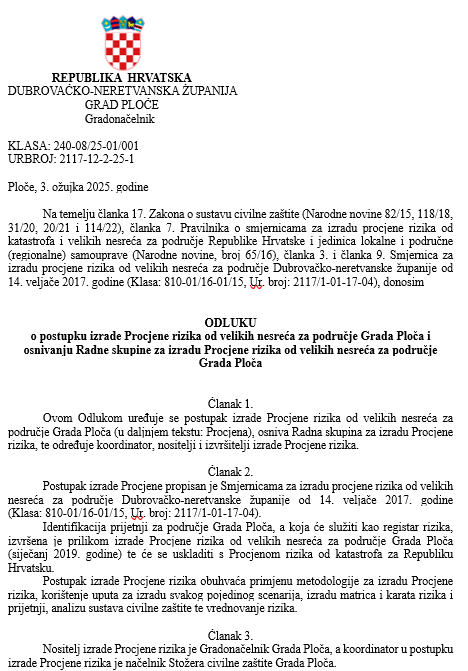 REPUBLIKA HRVATSKA
DUBROVAČKO-NERETVANSKA ŽUPANIJA
GRAD PLOČE
Gradonačelnik
KLASA: 240-08/25-01/001
URBROJ: 2117-12-2-25-1
Ploče, 3. ožujka 2025. godine
Na temelju članka 17. Zakona o sustavu civilne zaštite (Narodne novine 82/15, 118/18,
31/20, 20/21 i 114/22), članka 7. Pravilnika o smjernicama za izradu procjene rizika od
katastrofa i velikih nesreća za područje Republike Hrvatske i jedinica lokalne i područne
(regionalne) samouprave (Narodne novine, broj 65/16), članka 3. i članka 9. Smjernica za
izradu procjene rizika od velikih nesreća za područje Dubrovačko-neretvanske županije od
14. veljače 2017. godine (Klasa: 810-01/16-01/15, Ur. broj: 2117/1-01-17-04), donosim
ODLUKU
o postupku izrade Procjene rizika od velikih nesreća za područje Grada Ploča i
osnivanju Radne skupine za izradu Procjene rizika od velikih nesreća za područje
Grada Ploča
Članak 1.
Ovom Odlukom uređuje se postupak izrade Procjene rizika od velikih nesreća za
područje Grada Ploča (u daljnjem tekstu: Procjena), osniva Radna skupina za izradu Procjene
rizika, te određuje koordinator, nositelji i izvršitelji izrade Procjene rizika.
Članak 2.
Postupak izrade Procjene propisan je Smjernicama za izradu procjene rizika od velikih
nesreća za područje Dubrovačko-neretvanske županije od 14. veljače 2017. godine
(Klasa: 810-01/16-01/15, Ur. broj: 2117/1-01-17-04).
Identifikacija prijetnji za područje Grada Ploča, a koja će služiti kao registar rizika,
izvršena je prilikom izrade Procjene rizika od velikih nesreća za područje Grada Ploča
(siječanj 2019. godine) te će se uskladiti s Procjenom rizika od katastrofa za Republiku
Hrvatsku.
Postupak izrade Procjene rizika obuhvaća primjenu metodologije za izradu Procjene
rizika, korištenje uputa za izradu svakog pojedinog scenarija, izradu matrica i karata rizika i
prijetnji, analizu sustava civilne zaštite te vrednovanje rizika.
Članak 3.
Nositelj izrade Procjene rizika je Gradonačelnik Grada Ploča, a koordinator u postupku
izrade Procjene rizika je načelnik Stožera civilne zaštite Grada Ploča.